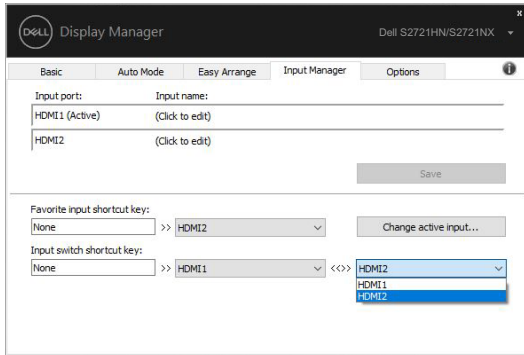 DELL Display Manager Dell S2721HN/S2721NX
x
Basic Auto Mode Easy Arrange Input Manager Options i
Input port: Input name:
HDMI1 (Active) (Click to edit)
HDMI2 (Click to edit)
Save
Favorite input shortcut key:
None >> HDMI2 Change active input...
Input switch shortcut key:
None >> HDMI1 <<>> HDMI2
HDMI1
HDMI2